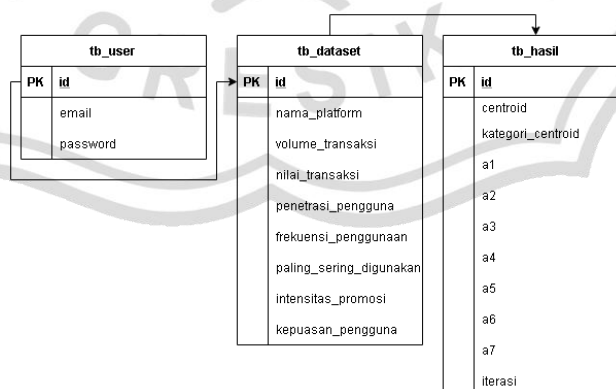 GRESIK
tb_user
PK id
email
password
tb_dataset
PK id
nama_platform
volume_transaksi
nilai_transaksi
penetrasi_pengguna
frekuensi_penggunaan
paling_sering_digunakan
intensitas_promosi
kepuasan_pengguna
tb_hasil
PK id
centroid
kategori_centroid
a1
a2
a3
a4
a5
a6
a7
iterasi